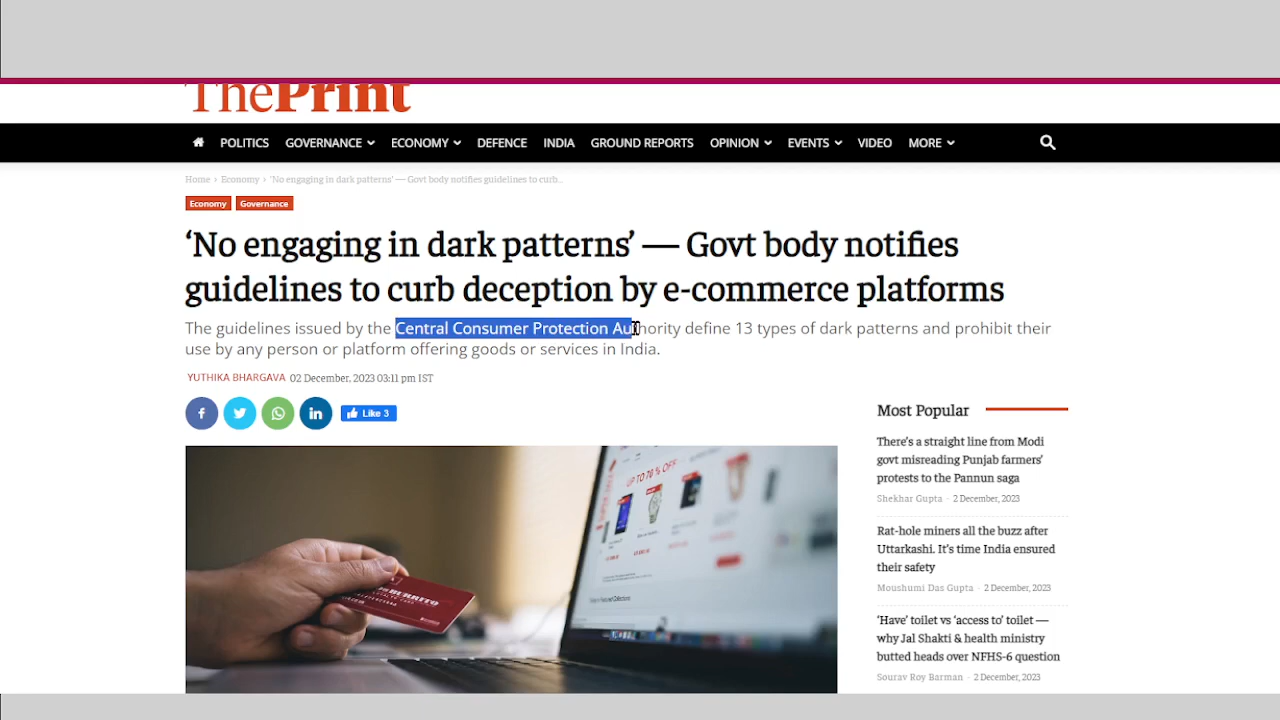 ThePrint
POLITICS GOVERNANCE ECONOMY DEFENCE INDIA GROUND REPORTS OPINION EVENTS VIDEO MORE
Home › Economy › 'No engaging in dark patterns' — Govt body notifies guidelines to curb...
Economy Governance
‘No engaging in dark patterns’ — Govt body notifies
guidelines to curb deception by e-commerce platforms
The guidelines issued by the Central Consumer Protection Authority define 13 types of dark patterns and prohibit their
use by any person or platform offering goods or services in India.
YUTHIKA BHARGAVA 02 December, 2023 03:11 pm IST
Like 3
UP TO 70 % OFF
Most Popular
There's a straight line from Modi
govt misreading Punjab farmers'
protests to the Pannun saga
Shekhar Gupta - 2 December, 2023
Rat-hole miners all the buzz after
Uttarkashi. It's time India ensured
their safety
Moushumi Das Gupta - 2 December, 2023
‘Have’ toilet vs ‘access to’ toilet —
why Jal Shakti & health ministry
butted heads over NFHS-6 question
Sourav Roy Barman - 2 December, 2023